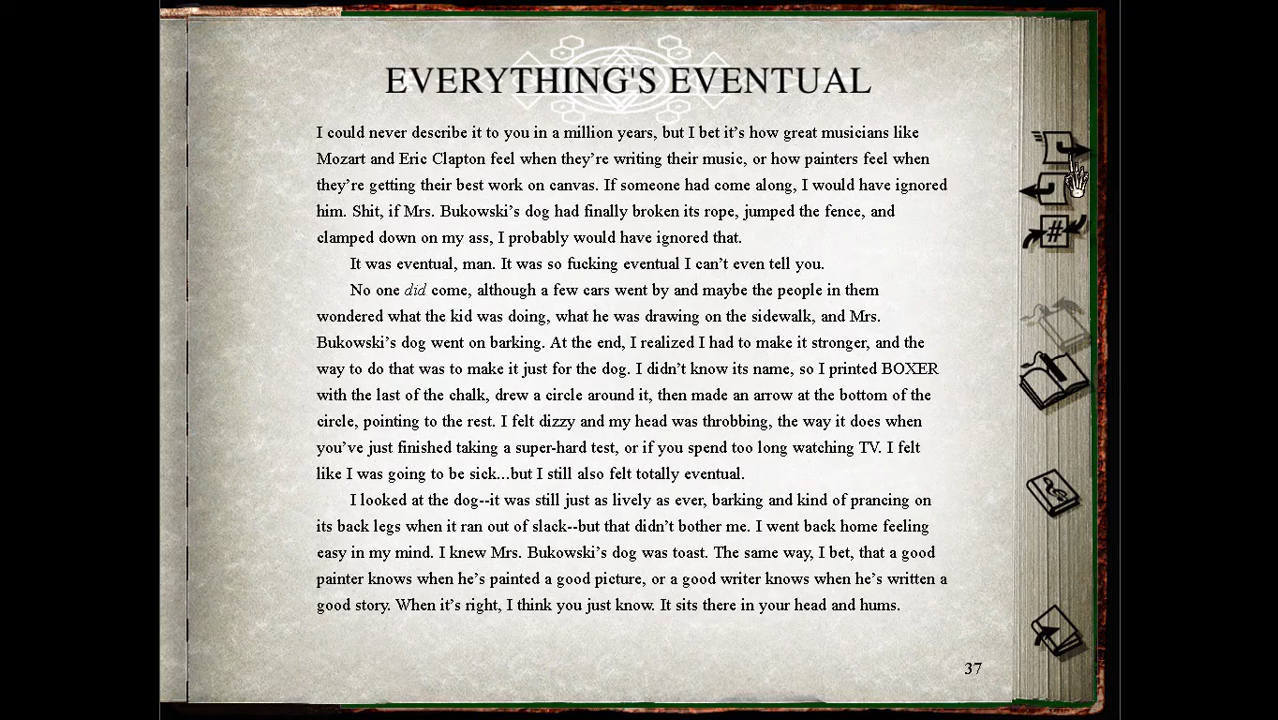 EVERYTHING'S EVENTUAL
I could never describe it to you in a million years, but I bet it's how great musicians like
Mozart and Eric Clapton feel when they're writing their music, or how painters feel when
they're getting their best work on canvas. If someone had come along, I would have ignored
him. Shit, if Mrs. Bukowski's dog had finally broken its rope, jumped the fence, and
clamped down on my ass, I probably would have ignored that.
It was eventual, man. It was so fucking eventual I can't even tell you.
No one did come, although a few cars went by and maybe the people in them
wondered what the kid was doing, what he was drawing on the sidewalk, and Mrs.
Bukowski's dog went on barking. At the end, I realized I had to make it stronger, and the
way to do that was to make it just for the dog. I didn't know its name, so I printed BOXER
with the last of the chalk, drew a circle around it, then made an arrow at the bottom of the
circle, pointing to the rest. I felt dizzy and my head was throbbing, the way it does when
you've just finished taking a super-hard test, or if you spend too long watching TV. I felt
like I was going to be sick...but I still also felt totally eventual.
I looked at the dog--it was still just as lively as ever, barking and kind of prancing on
its back legs when it ran out of slack--but that didn't bother me. I went back home feeling
easy in my mind. I knew Mrs. Bukowski's dog was toast. The same way, I bet, that a good
painter knows when he's painted a good picture, or a good writer knows when he's written a
good story. When it's right, I think you just know. It sits there in your head and hums.
#
37